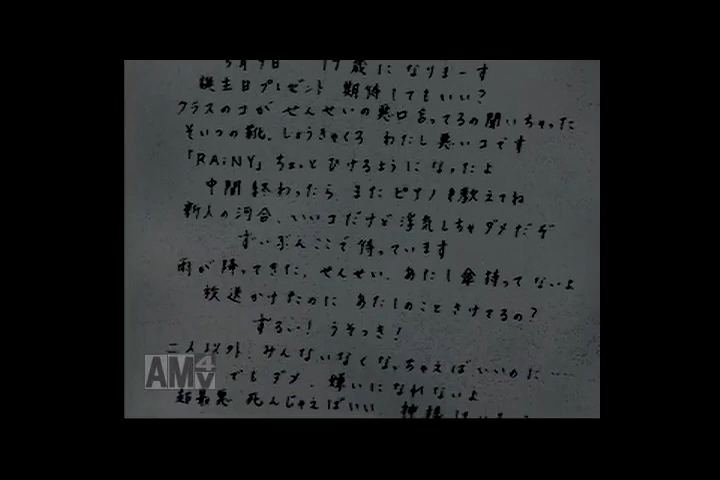 5月9日 17歳になりまーす
誕生日プレゼント 期待してもいい?
クラスのコが せんせいの悪口言ってるの聞いちゃった
そいつの靴、しょうきゃくろ わたし悪いコです
「RAiNY」ちょっとひけるようになったよ
中間終わったら、またピアノを教えてね
新人の河合、いいコだけど浮気しちゃダメだぞ
ずいぶんここで待っています
雨が降ってきた、せんせい、あたし傘持ってないよ
放送かけたのに あたしのことさけてるの?
ずるい!うそつき!
二人以外、みんないなくなっちゃえばいいのに……
でもダメ、嫌いになれないよ
超最悪 死んじゃえばいい 神様
AM4V